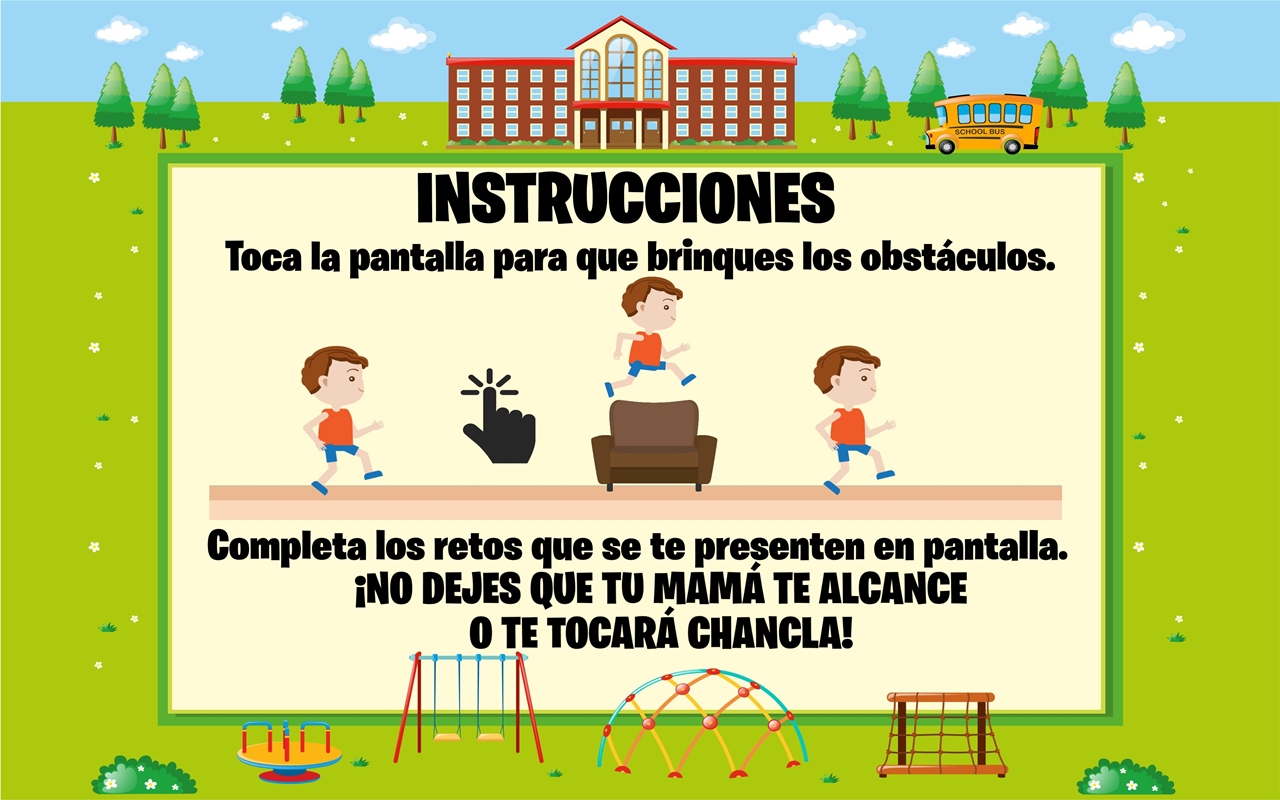 SCHOOL BUS
INSTRUCCIONES
Toca la pantalla para que brinques los obstáculos.
Completa los retos que se te presenten en pantalla.
¡NO DEJES QUE TU MAMÁ TE ALCANCE
O TE TOCARÁ CHANCLA!